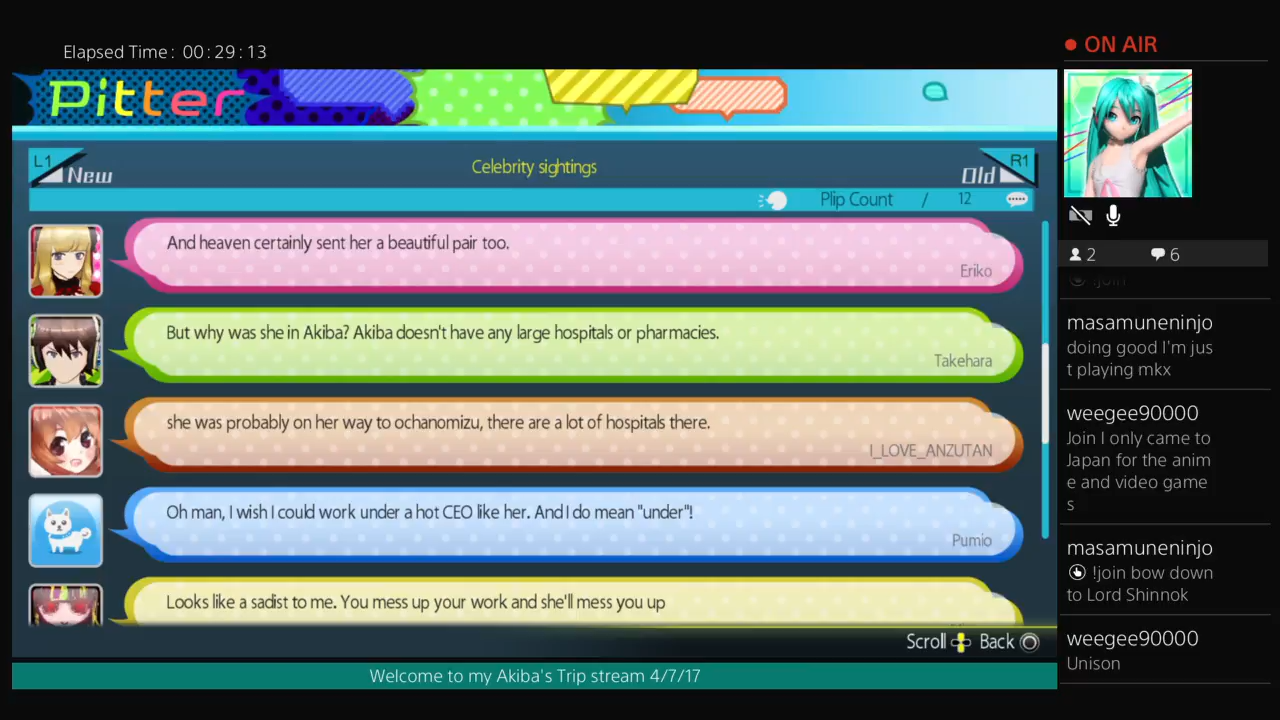 Elapsed Time: 00:29:13
ON AIR
Pitter
L1
New
Celebrity sightings
R1
Old
Plip Count / 12
And heaven certainly sent her a beautiful pair too.
Eriko
But why was she in Akiba? Akiba doesn't have any large hospitals or pharmacies.
Takehara
she was probably on her way to ochanomizu, there are a lot of hospitals there.
I_LOVE_ANZUTAN
Oh man, I wish I could work under a hot CEO like her. And I do mean "under"!
Pumio
Looks like a sadist to me. You mess up your work and she'll mess you up
Scroll Back
Welcome to my Akiba's Trip stream 4/7/17
2 6
!join
masamuneninjo
doing good I'm jus
t playing mkx
weegee90000
Join I only came to
Japan for the anim
e and video game
s
masamuneninjo
!join bow down
to Lord Shinnok
weegee90000
Unison